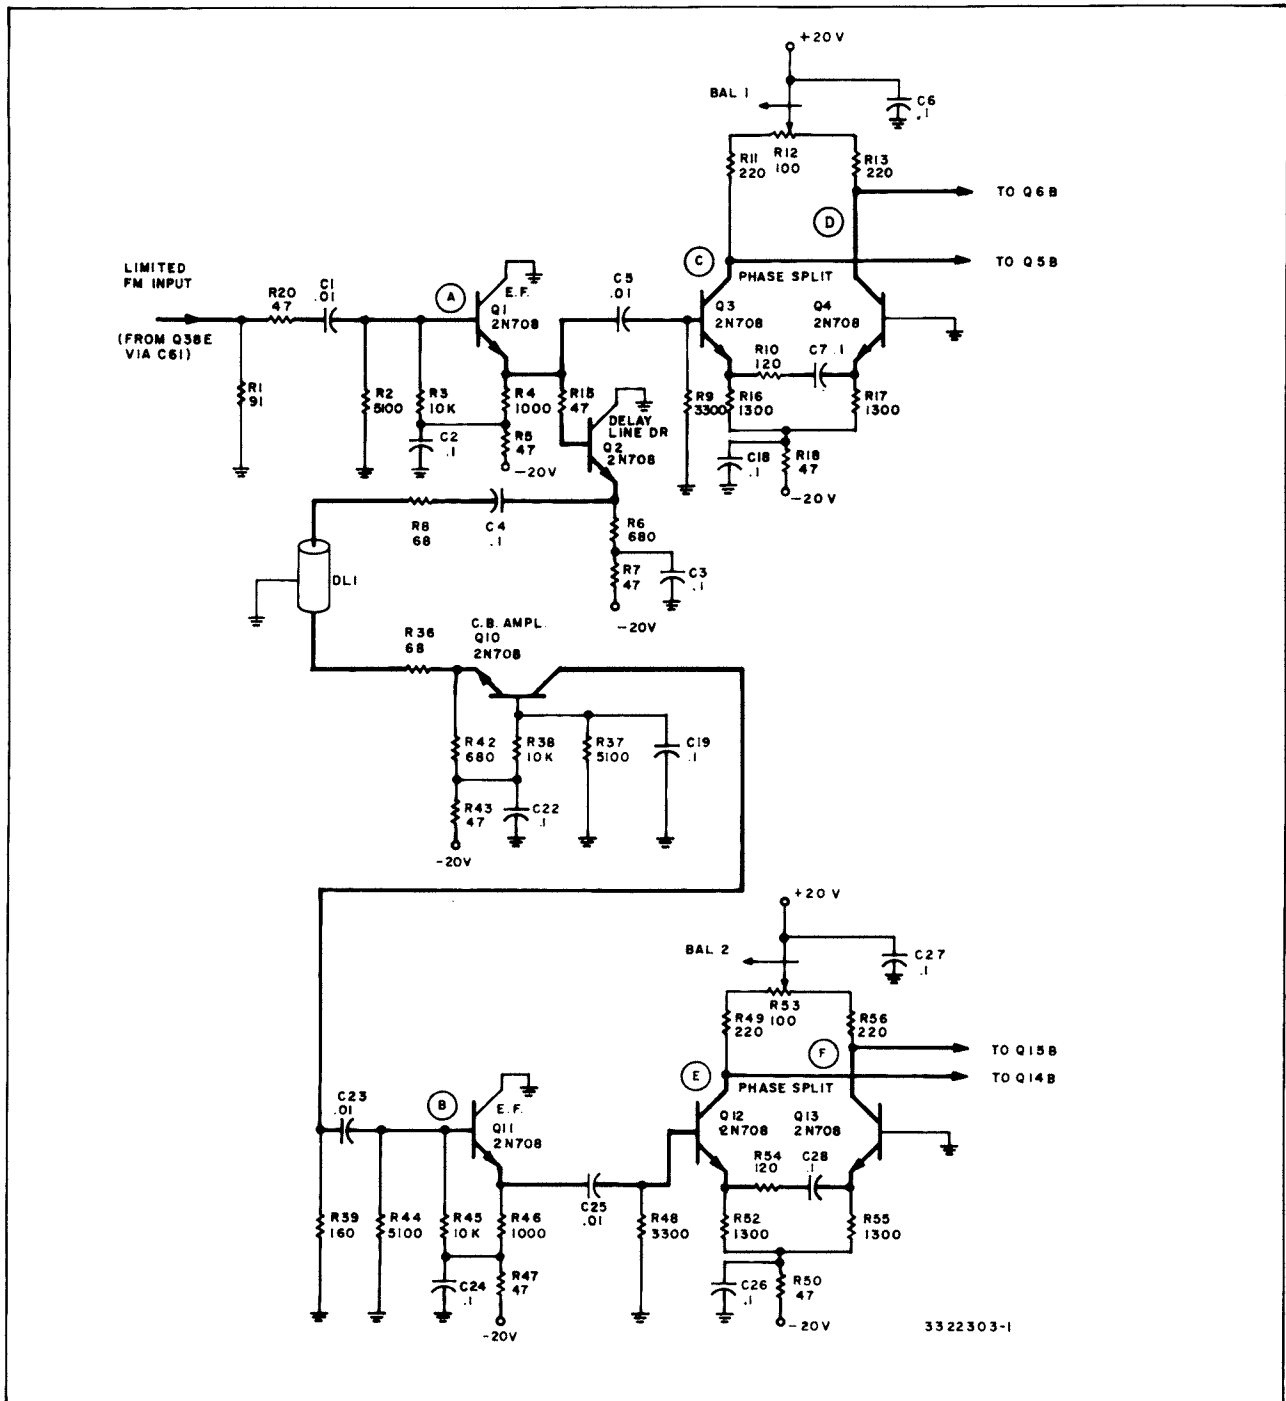 +20V
BAL 1
C6
.1
R11
220
R12
100
R13
220
TO Q6B
D
LIMITED
FM INPUT
C
PHASE SPLIT
TO Q5B
R20
47
C1
.01
A
E.F.
Q1
2N708
C5
.01
Q3
2N708
Q4
2N708
(FROM Q38E
VIA C61)
R1
91
R2
5100
R3
10K
R4
1000
R15
47
R9
3300
R10
120
C7 .1
R16
1300
R17
1300
C2
.1
R5
47
-20V
DELAY
LINE DR
Q2
2N708
C18
.1
R18
47
-20V
R8
68
C4
.1
R6
680
R7
47
C3
.1
-20V
DL1
R36
68
C.B. AMPL.
Q10
2N708
R42
680
R38
10K
R37
5100
C19
.1
R43
47
C22
.1
-20V
+20V
BAL 2
C27
.1
R49
220
R53
100
R56
220
F
TO Q15B
E
PHASE SPLIT
TO Q14B
C23
.01
B
E.F.
Q11
2N708
Q12
2N708
Q13
2N708
R54
120
C28
.1
C25
.01
R39
160
R44
5100
R45
10K
R46
1000
R48
3300
R52
1300
R55
1300
C24
.1
R47
47
-20V
C26
.1
R50
47
-20V
3322303-1